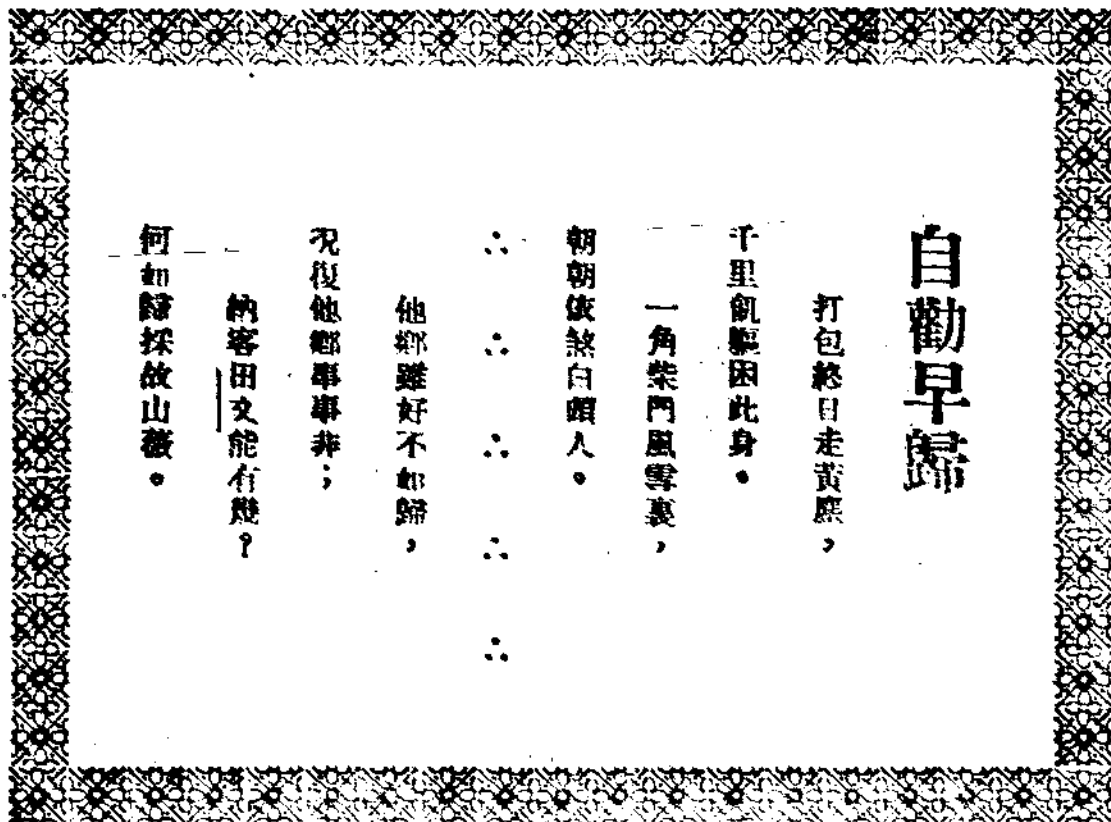 自勸早歸
打包終日走黃塵，
千里飢驅困此身。
一角柴門風雪裏，
朝朝依煞白頭人。
∴ ∴ ∴ ∴ ∴
他鄉雖好不如歸，
況復他鄉事事非；
納客田文能有幾？
何如歸採故山薇。